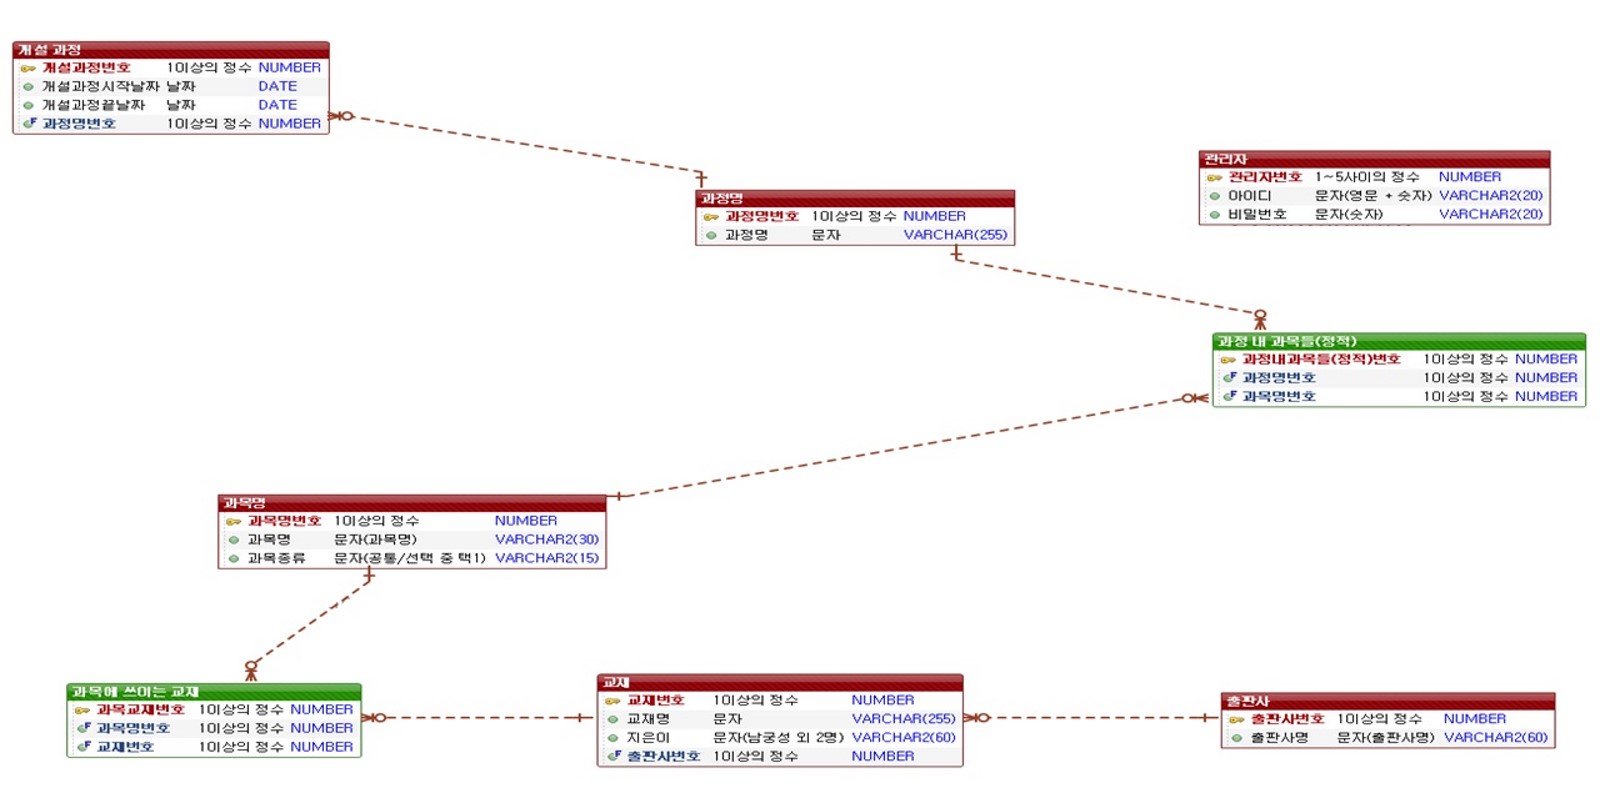 개설 과정
개설과정번호 1이상의 정수 NUMBER
개설과정시작날짜 날짜 DATE
개설과정끝날짜 날짜 DATE
과정명번호 1이상의 정수 NUMBER
관리자
관리자번호 1~5사이의 정수 NUMBER
아이디 문자(영문 + 숫자) VARCHAR2(20)
비밀번호 문자(숫자) VARCHAR2(20)
과정명
과정명번호 1이상의 정수 NUMBER
과정명 문자 VARCHAR(255)
과정 내 과목들(정적)
과정내과목들(정적)번호 1이상의 정수 NUMBER
과정명번호 1이상의 정수 NUMBER
과목명번호 1이상의 정수 NUMBER
과목명
과목명번호 1이상의 정수 NUMBER
과목명 문자(과목명) VARCHAR2(30)
과목종류 문자(공통/선택 중 택1) VARCHAR2(15)
과목에 쓰이는 교재
과목교재번호 1이상의 정수 NUMBER
과목명번호 1이상의 정수 NUMBER
교재번호 1이상의 정수 NUMBER
교재
교재번호 1이상의 정수 NUMBER
교재명 문자 VARCHAR(255)
지은이 문자(남궁성 외 2명) VARCHAR2(60)
출판사번호 1이상의 정수 NUMBER
출판사
출판사번호 1이상의 정수 NUMBER
출판사명 문자(출판사명) VARCHAR2(60)